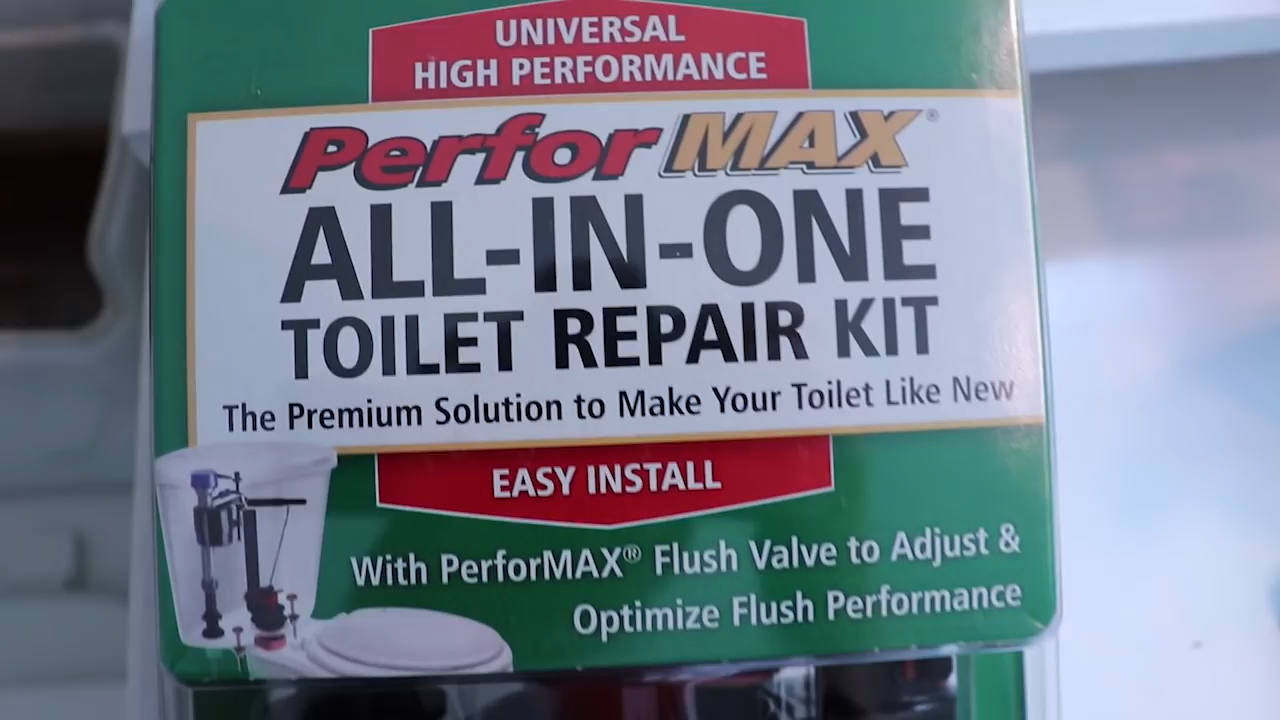 UNIVERSAL
HIGH PERFORMANCE
PerforMAX®
ALL-IN-ONE
TOILET REPAIR KIT
The Premium Solution to Make Your Toilet Like New
EASY INSTALL
With PerforMAX® Flush Valve to Adjust &
Optimize Flush Performance